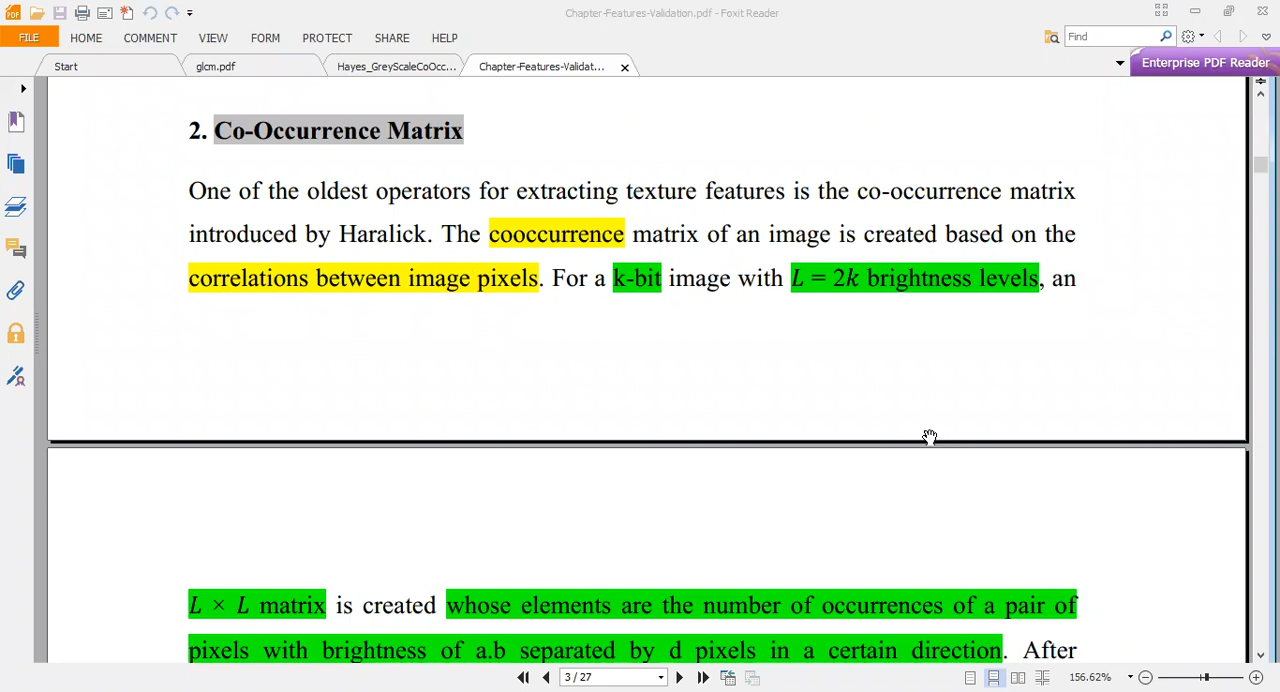 Chapter-Features-Validation.pdf - Foxit Reader
FILE HOME COMMENT VIEW FORM PROTECT SHARE HELP
Find
Start glcm.pdf Hayes_GreyScaleCoOcc... Chapter-Features-Validat...
Enterprise PDF Reader
2. Co-Occurrence Matrix
One of the oldest operators for extracting texture features is the co-occurrence matrix
introduced by Haralick. The cooccurrence matrix of an image is created based on the
correlations between image pixels. For a k-bit image with L = 2k brightness levels, an
L × L matrix is created whose elements are the number of occurrences of a pair of
pixels with brightness of a.b separated by d pixels in a certain direction. After
3 / 27
156.62%